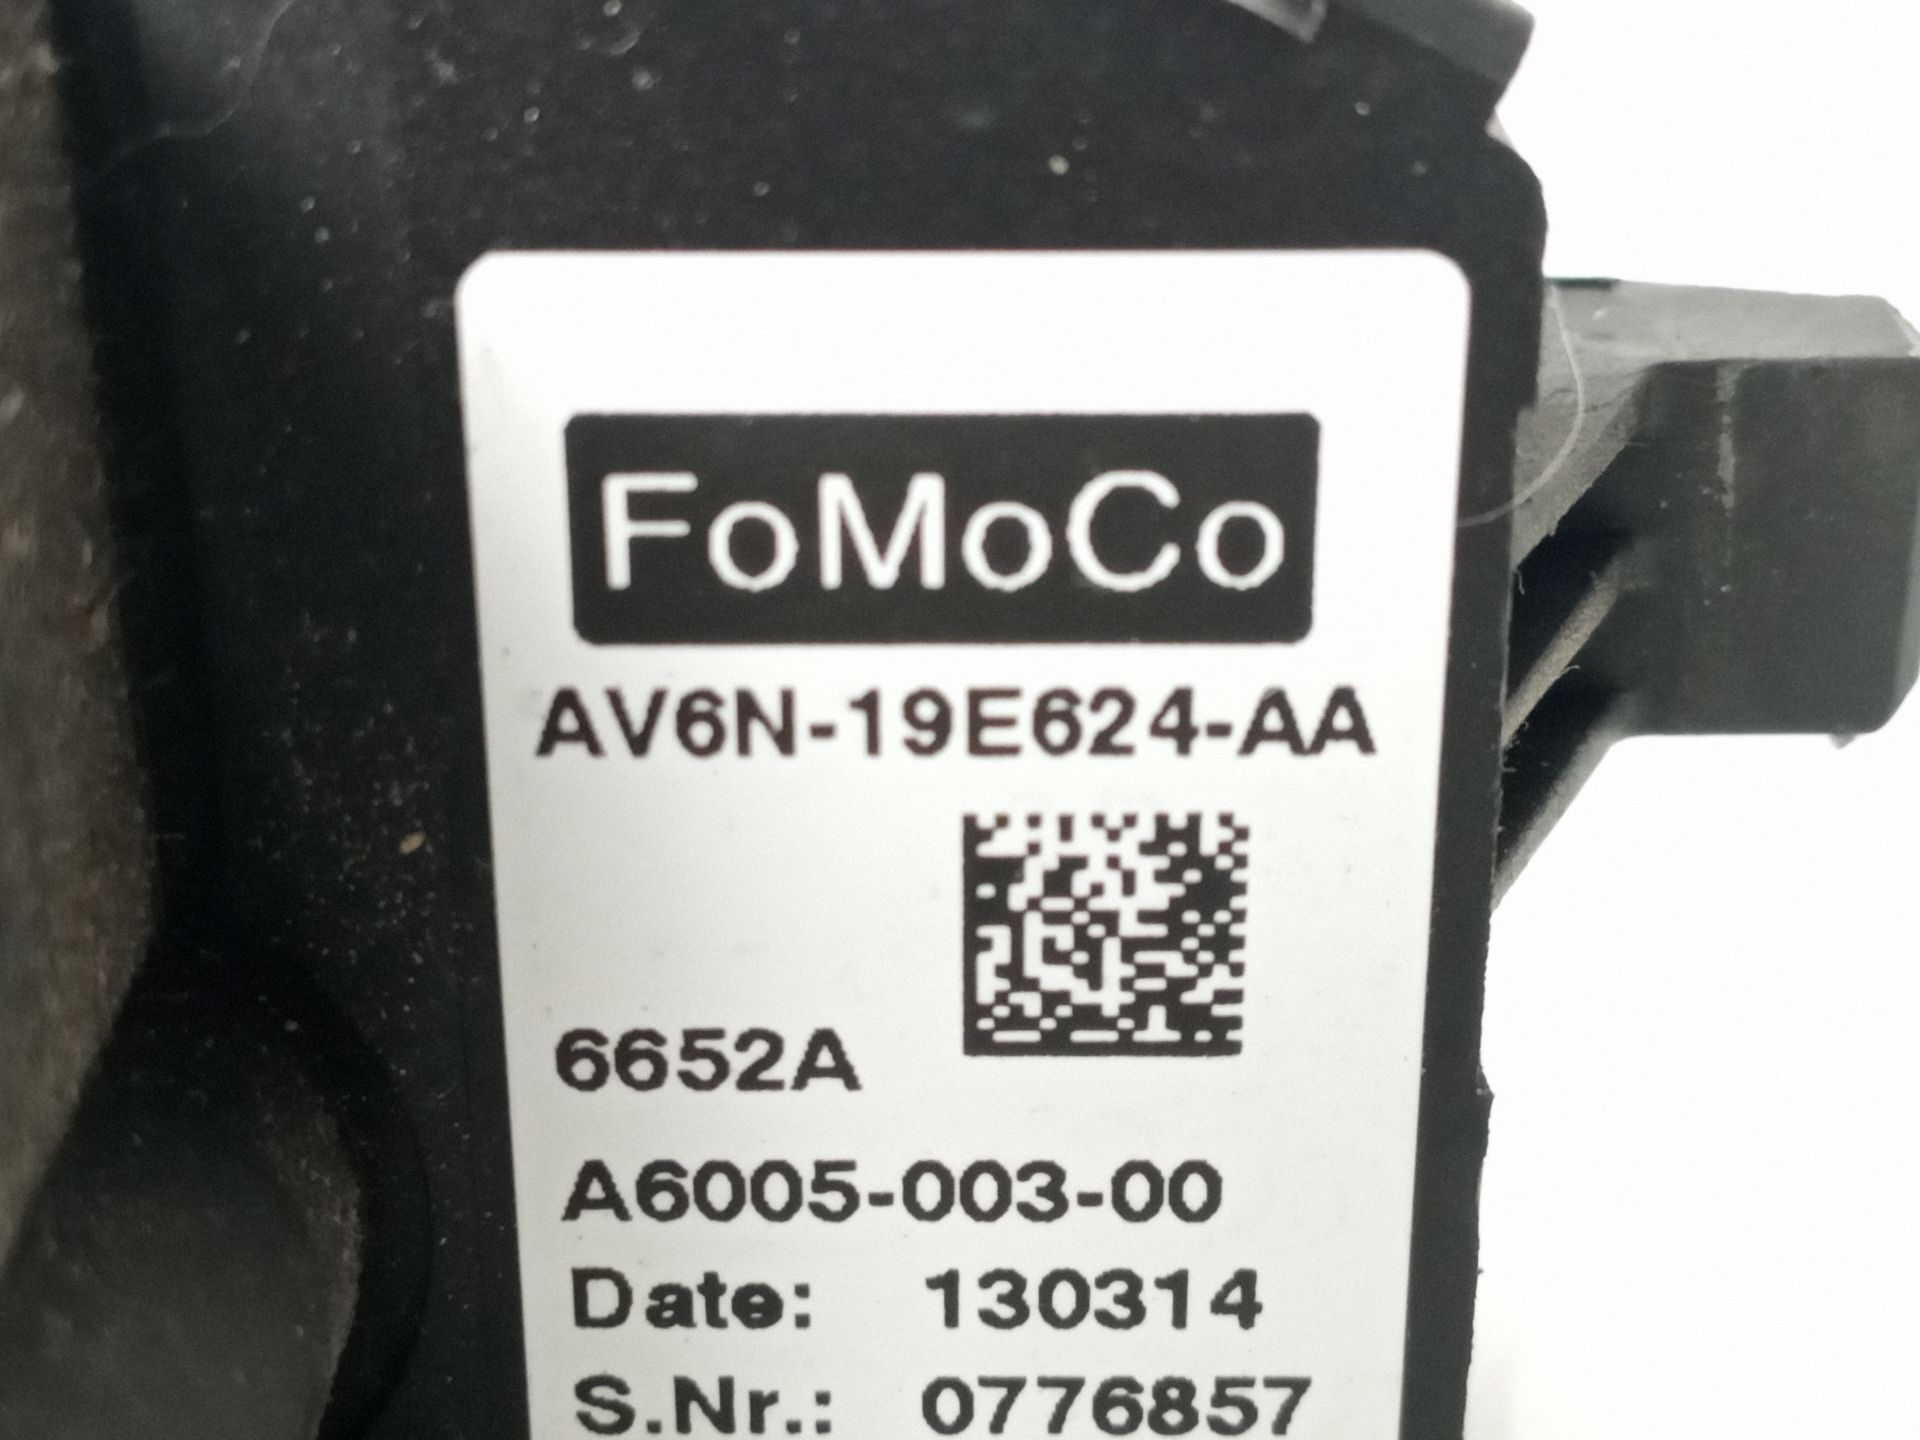 FoMoCo
AV6N-19E624-AA
6652A
A6005-003-00
Date: 130314
S.Nr.: 0776857